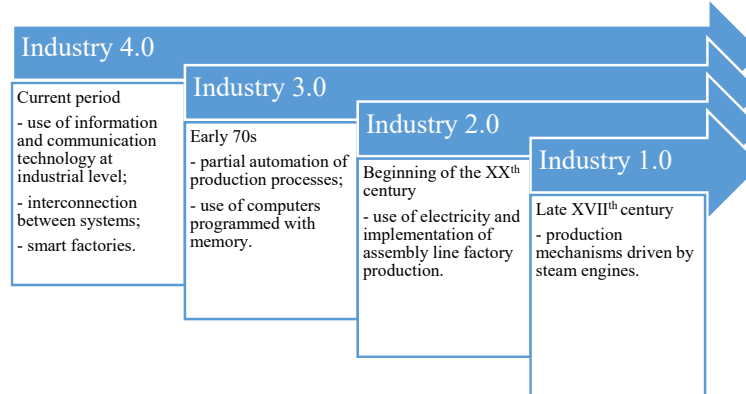 Industry 4.0
Current period
- use of information
and communication
technology at
industrial level;
- interconnection
between systems;
- smart factories.
Industry 3.0
Early 70s
- partial automation of
production processes;
- use of computers
programmed with
memory.
Industry 2.0
Beginning of the XXth
century
- use of electricity and
implementation of
assembly line factory
production.
Industry 1.0
Late XVIIth century
- production
mechanisms driven by
steam engines.